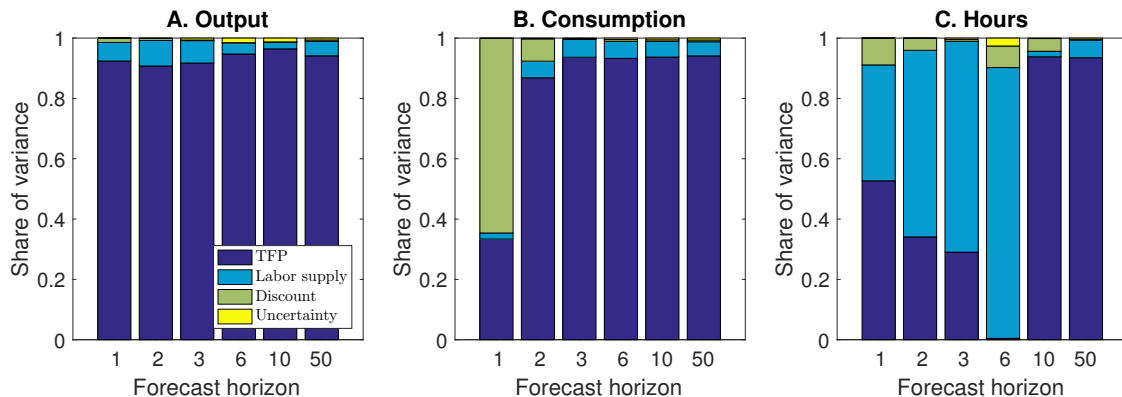 A. Output
Share of variance
1
0.8
0.6
0.4
0.2
0
TFP
Labor supply
Discount
Uncertainty
1 2 3 6 10 50
Forecast horizon
B. Consumption
Share of variance
1
0.8
0.6
0.4
0.2
0
1 2 3 6 10 50
Forecast horizon
C. Hours
Share of variance
1
0.8
0.6
0.4
0.2
0
1 2 3 6 10 50
Forecast horizon